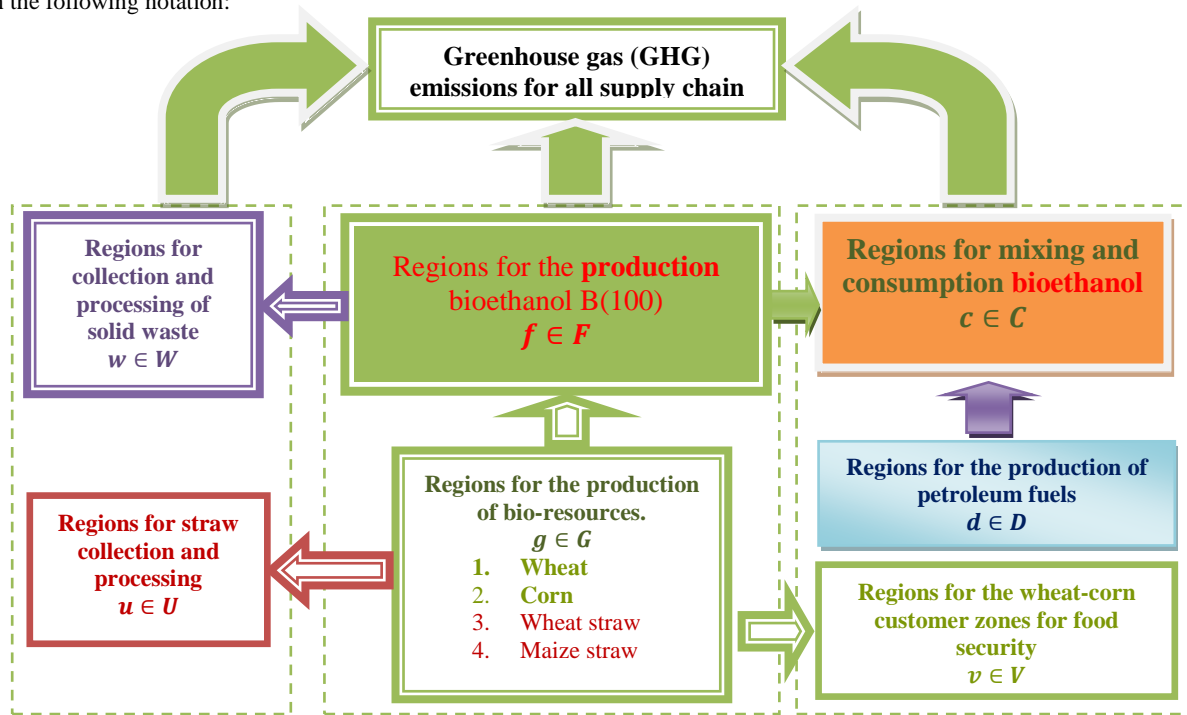 the following notation:
Greenhouse gas (GHG)
emissions for all supply chain
Regions for
collection and
processing of
solid waste
𝒘 ∈ 𝑾
Regions for the production
bioethanol B(100)
𝒇 ∈ 𝑭
Regions for mixing and
consumption bioethanol
𝒄 ∈ 𝑪
Regions for straw
collection and
processing
𝒖 ∈ 𝑼
Regions for the production
of bio-resources.
𝒈 ∈ 𝑮
1. Wheat
2. Corn
3. Wheat straw
4. Maize straw
Regions for the production of
petroleum fuels
𝒅 ∈ 𝑫
Regions for the wheat-corn
customer zones for food
security
𝒗 ∈ 𝑽